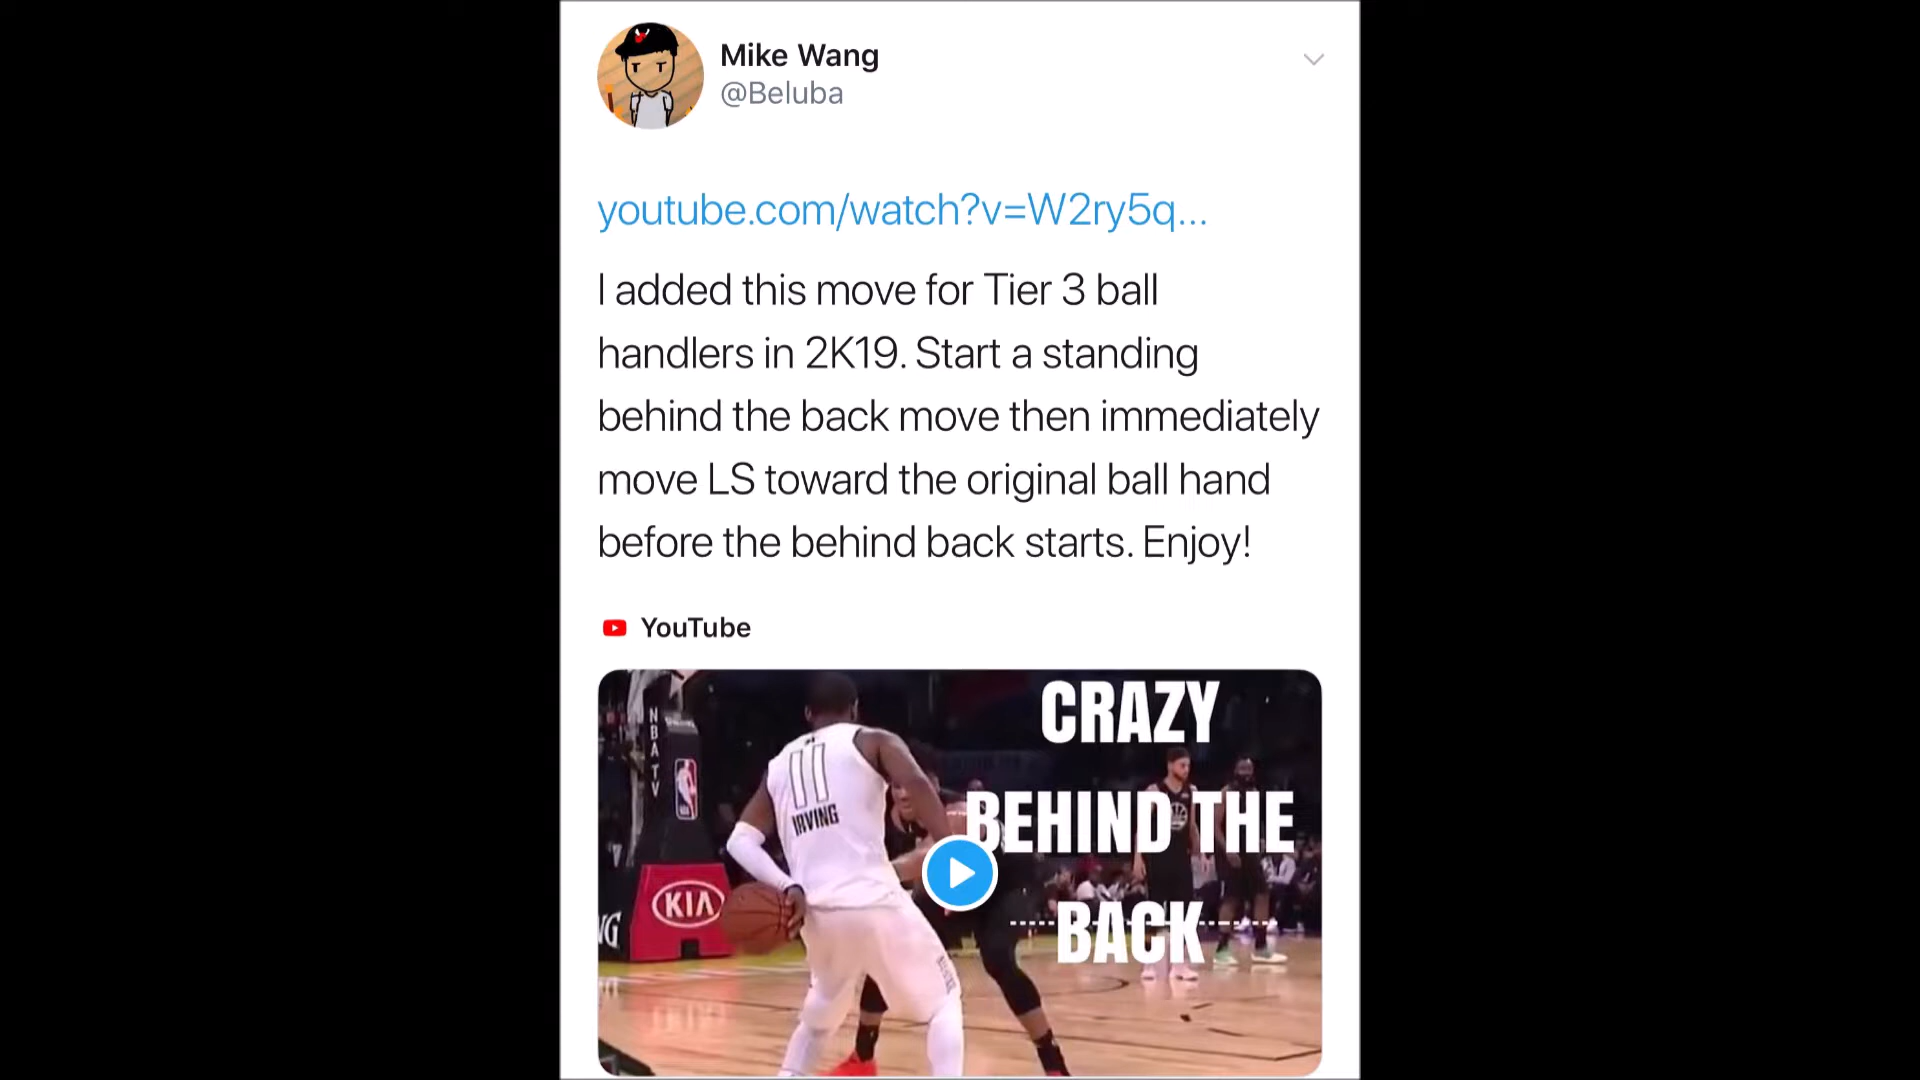 Mike Wang
@Beluba
youtube.com/watch?v=W2ry5q...
I added this move for Tier 3 ball
handlers in 2K19. Start a standing
behind the back move then immediately
move LS toward the original ball hand
before the behind back starts. Enjoy!
YouTube
CRAZY
BEHIND THE
BACK
NBA TV
11
IRVING
KIA